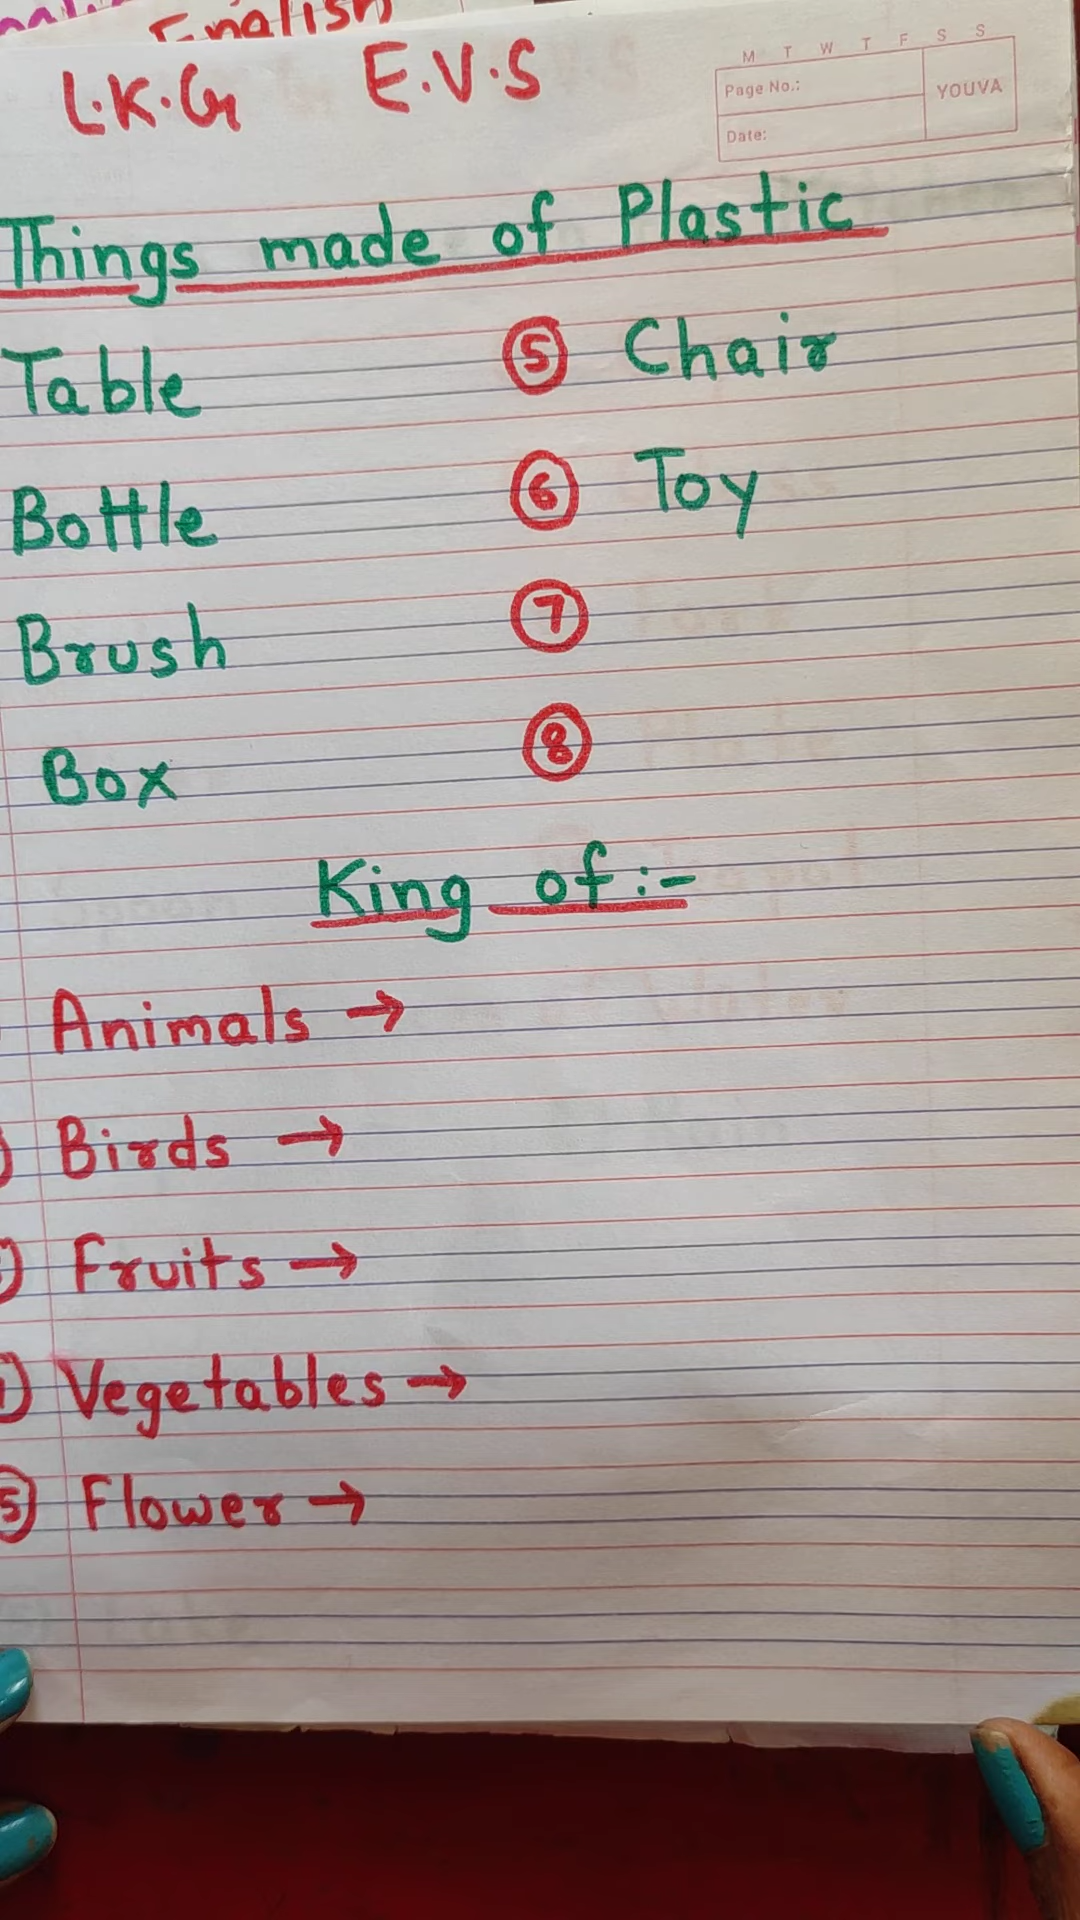 English
L.K.G E.V.S
M T W T F S S
Page No.:
YOUVA
Date:
Things made of Plastic
Table ⑤ Chair
Bottle ⑥ Toy
Brush ⑦
Box ⑧
King of :-
Animals →
Birds →
Fruits →
Vegetables →
⑤ Flower →